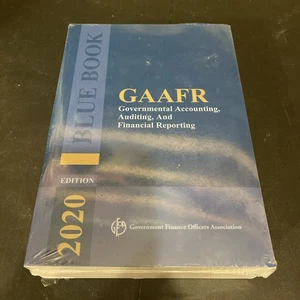 BLUE BOOK
2020
EDITION
GAAFR
Governmental Accounting,
Auditing, And
Financial Reporting
Government Finance Officers Association